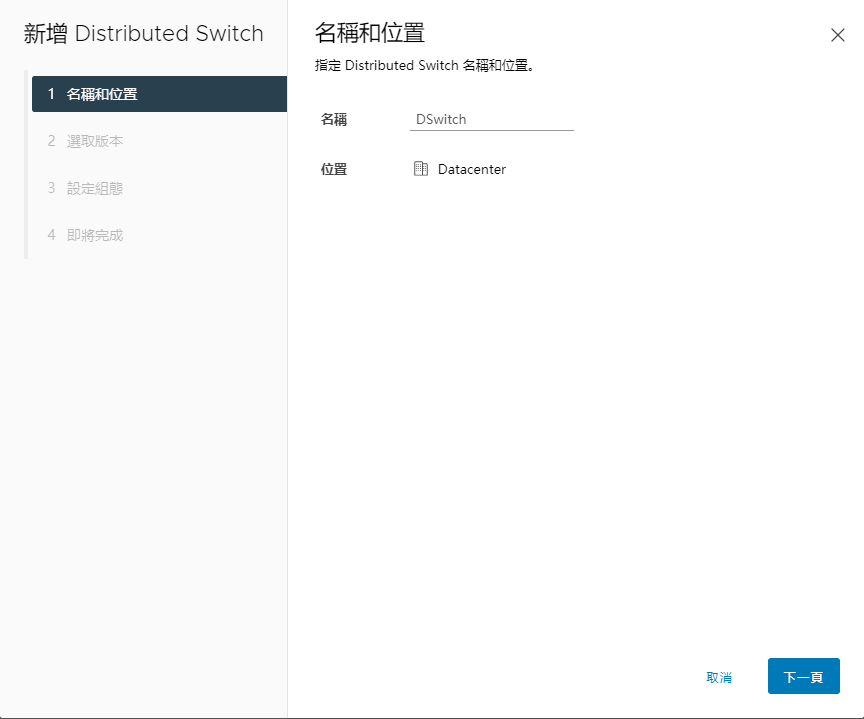 新增 Distributed Switch
1 名稱和位置
2 選取版本
3 設定組態
4 即將完成
名稱和位置
指定 Distributed Switch 名稱和位置。
名稱 DSwitch
位置 Datacenter
取消 下一頁